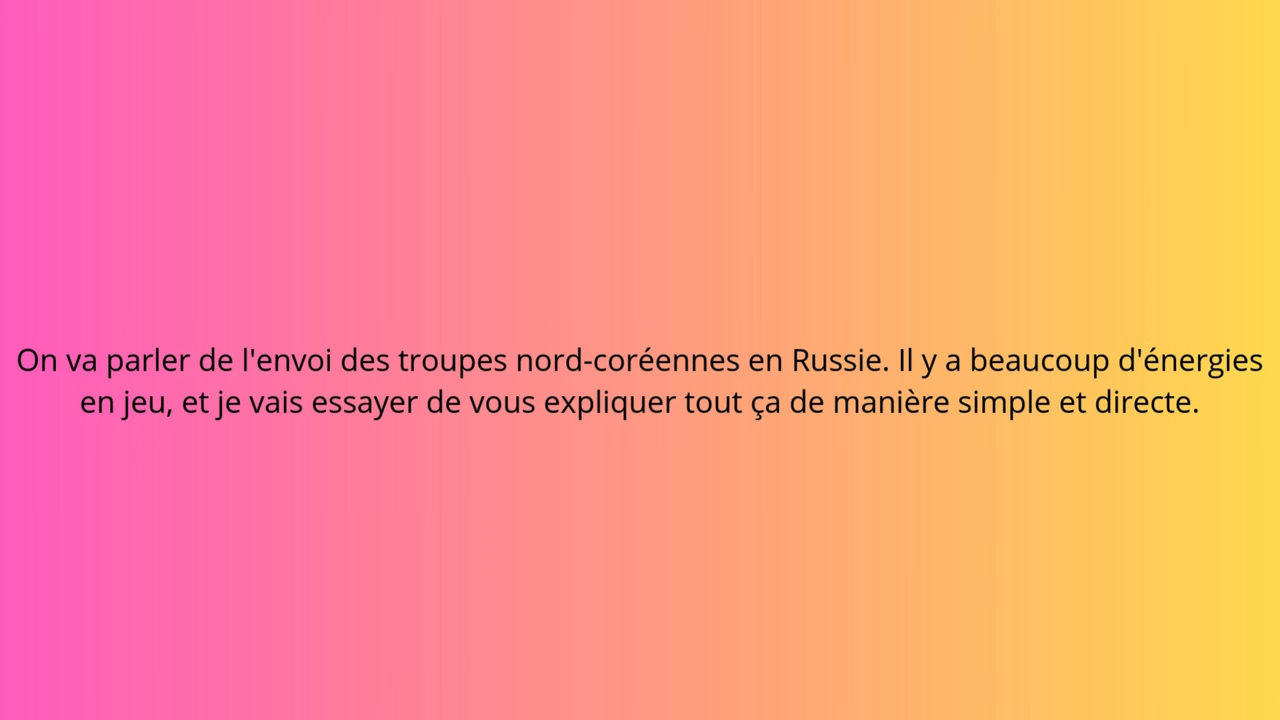 On va parler de l'envoi des troupes nord-coréennes en Russie. Il y a beaucoup d'énergies
en jeu, et je vais essayer de vous expliquer tout ça de manière simple et directe.